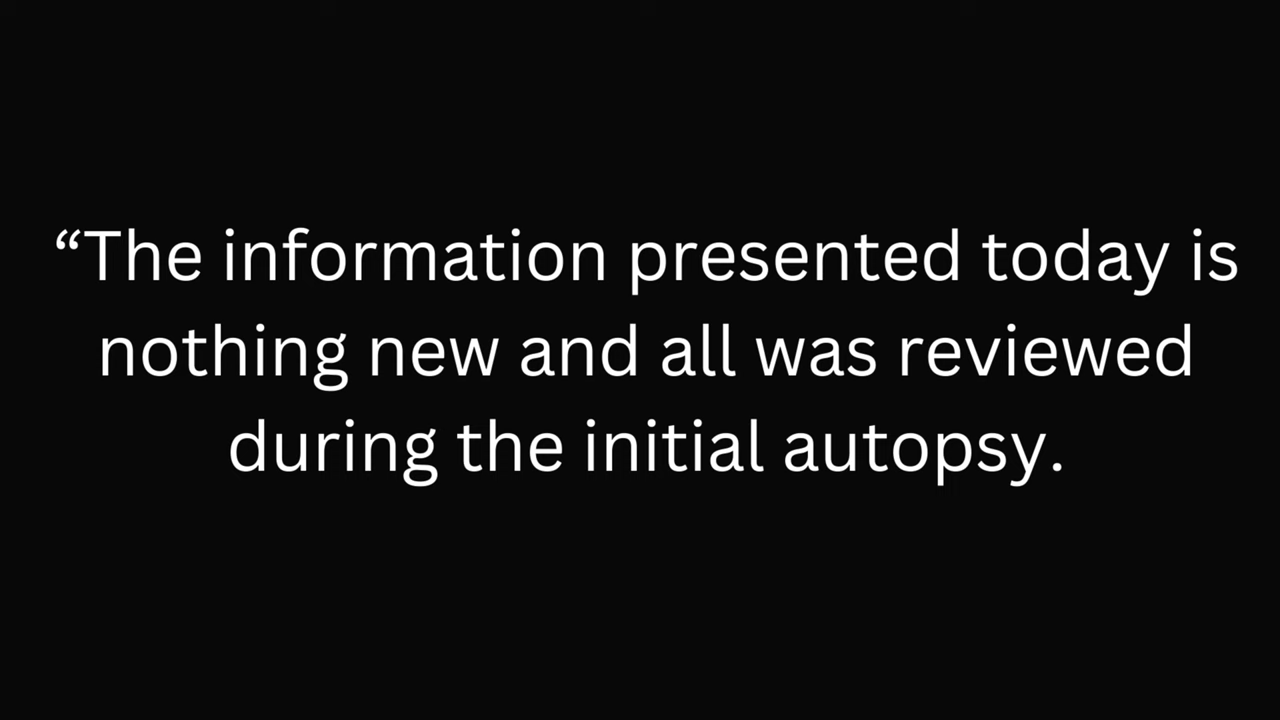 “The information presented today is
nothing new and all was reviewed
during the initial autopsy.